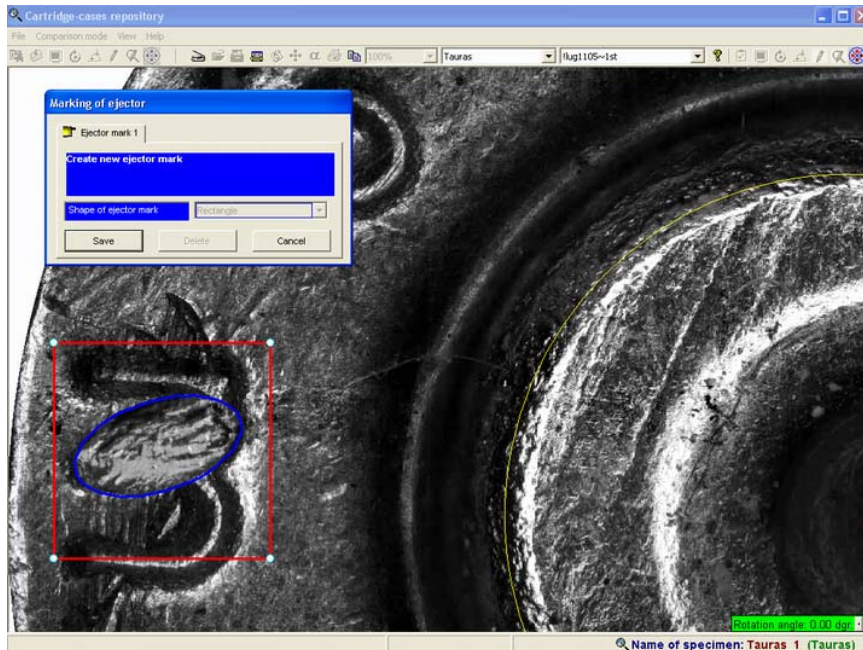 Cartridge-cases repository
File Comparison mode View Help
100% Tauras flug1105~1st
Marking of ejector
Ejector mark 1
Create new ejector mark
Shape of ejector mark Rectangle
Save Delete Cancel
Rotation angle: 0.00 dgr.
Name of specimen: Tauras_1 (Tauras)